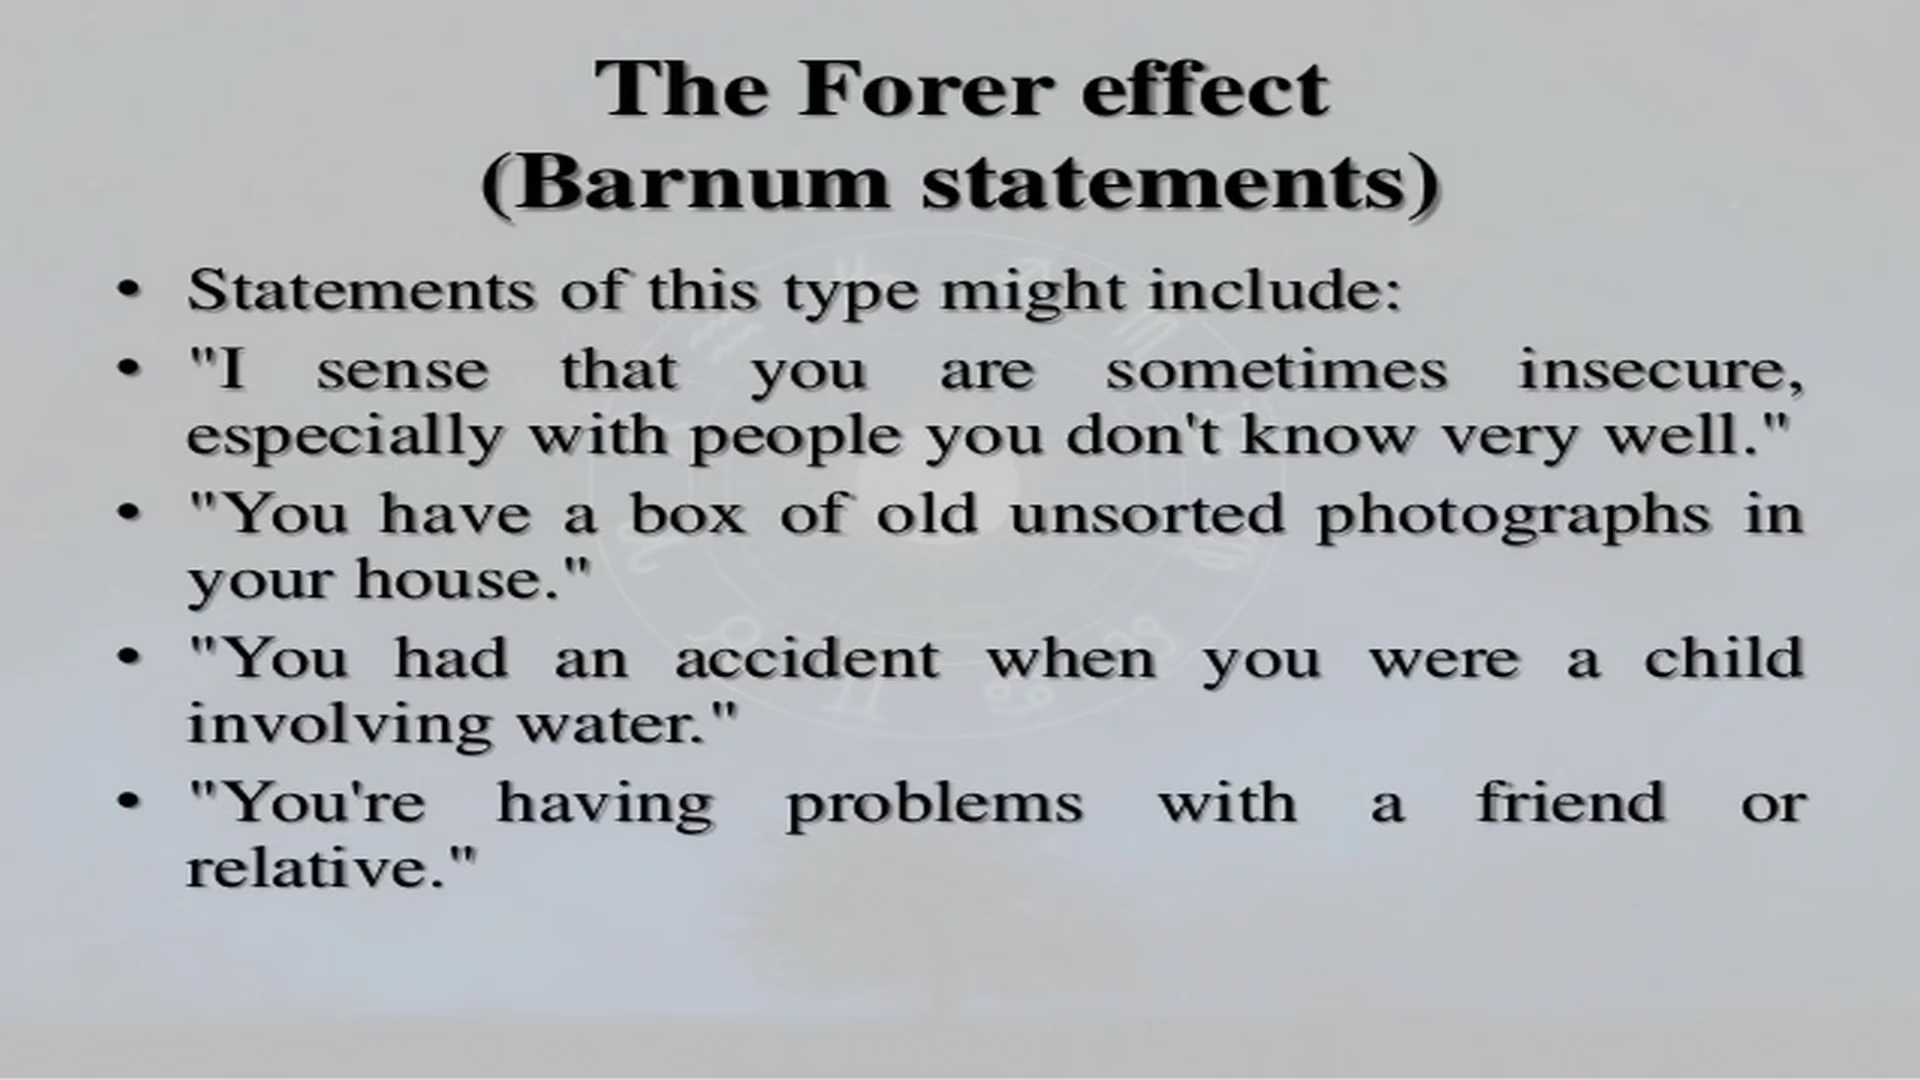 The Forer effect
(Barnum statements)
• Statements of this type might include:
• "I sense that you are sometimes insecure,
especially with people you don't know very well."
• "You have a box of old unsorted photographs in
your house."
• "You had an accident when you were a child
involving water."
• "You're having problems with a friend or
relative."